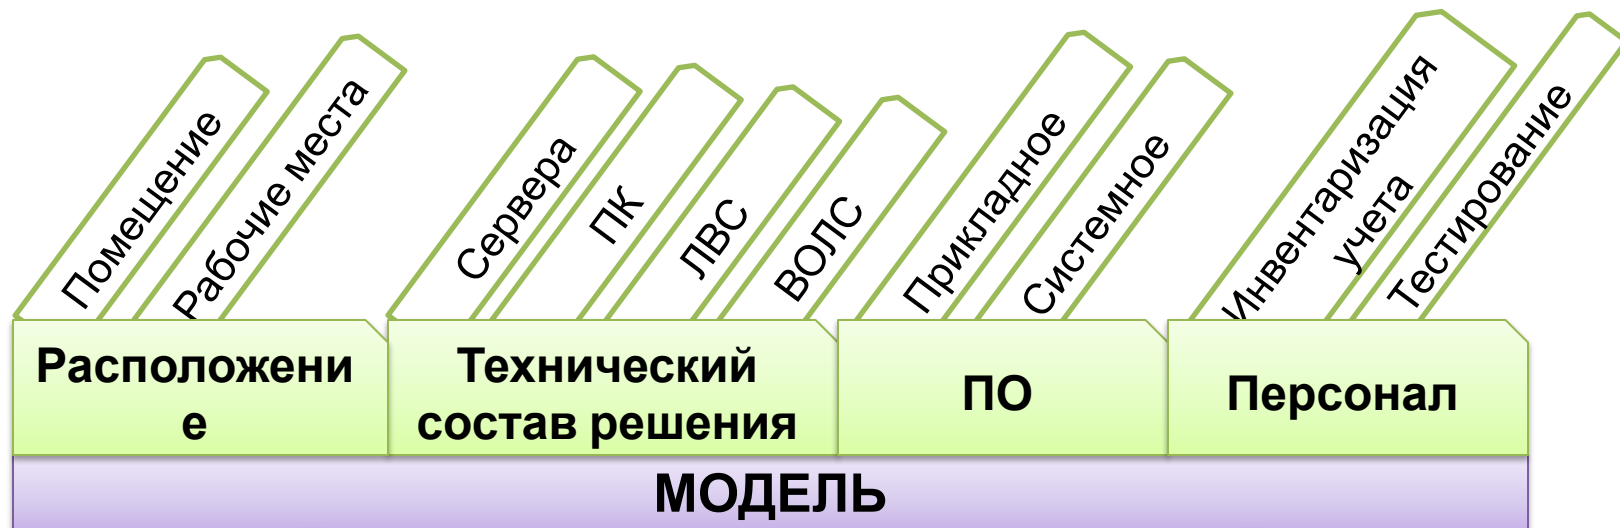 Помещение
Рабочие места
Сервера
ПК
ЛВС
ВОЛС
Прикладное
Системное
Инвентаризация
учета
Тестирование
Расположени
е
Технический
состав решения
ПО
Персонал
МОДЕЛЬ